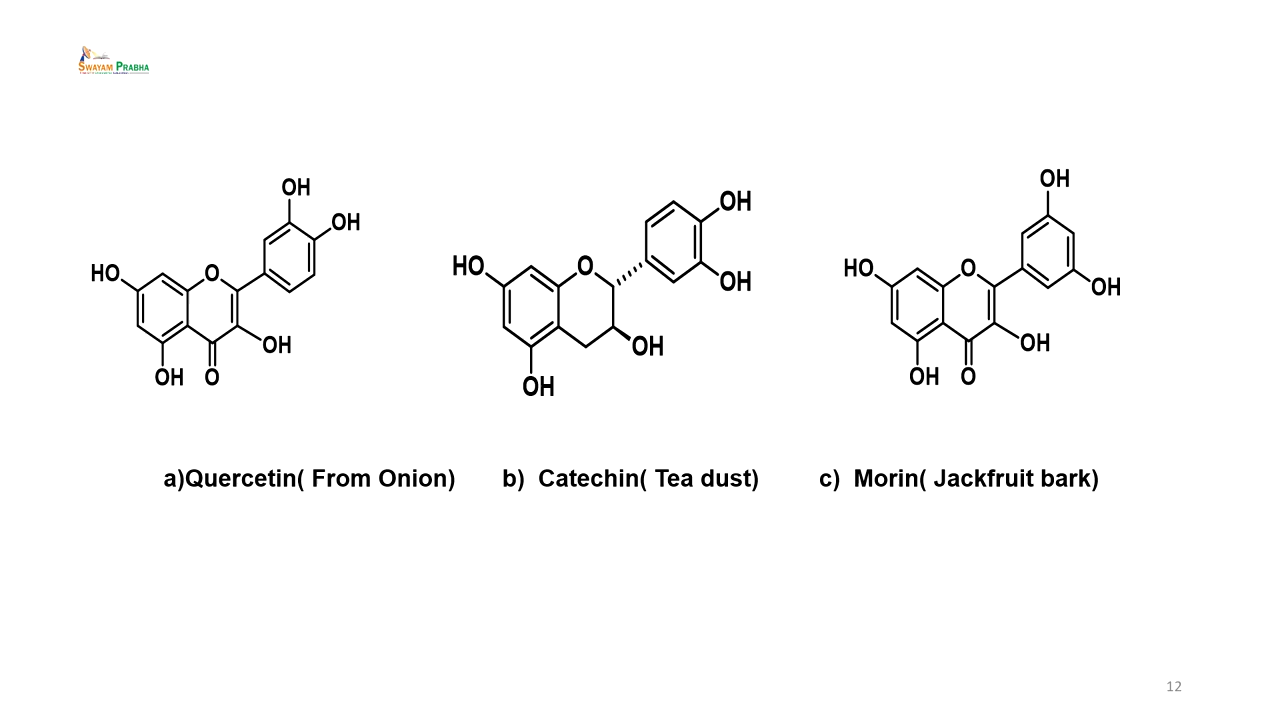 SWAYAM PRABHA
OH
OH
HO
O
OH
OH
O
OH
OH
HO
O
OH
OH
OH
HO
O
OH
OH
OH
O
a)Quercetin( From Onion)
b) Catechin( Tea dust)
c) Morin( Jackfruit bark)
12